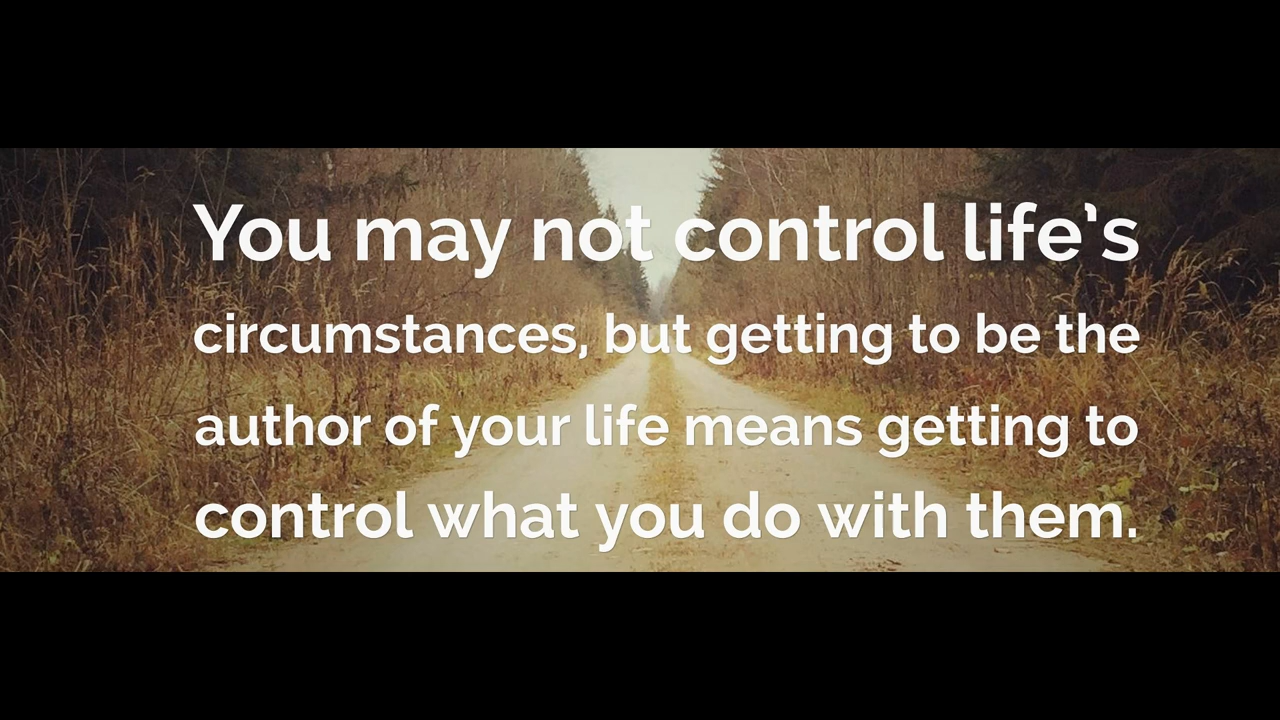 You may not control life’s
circumstances, but getting to be the
author of your life means getting to
control what you do with them.